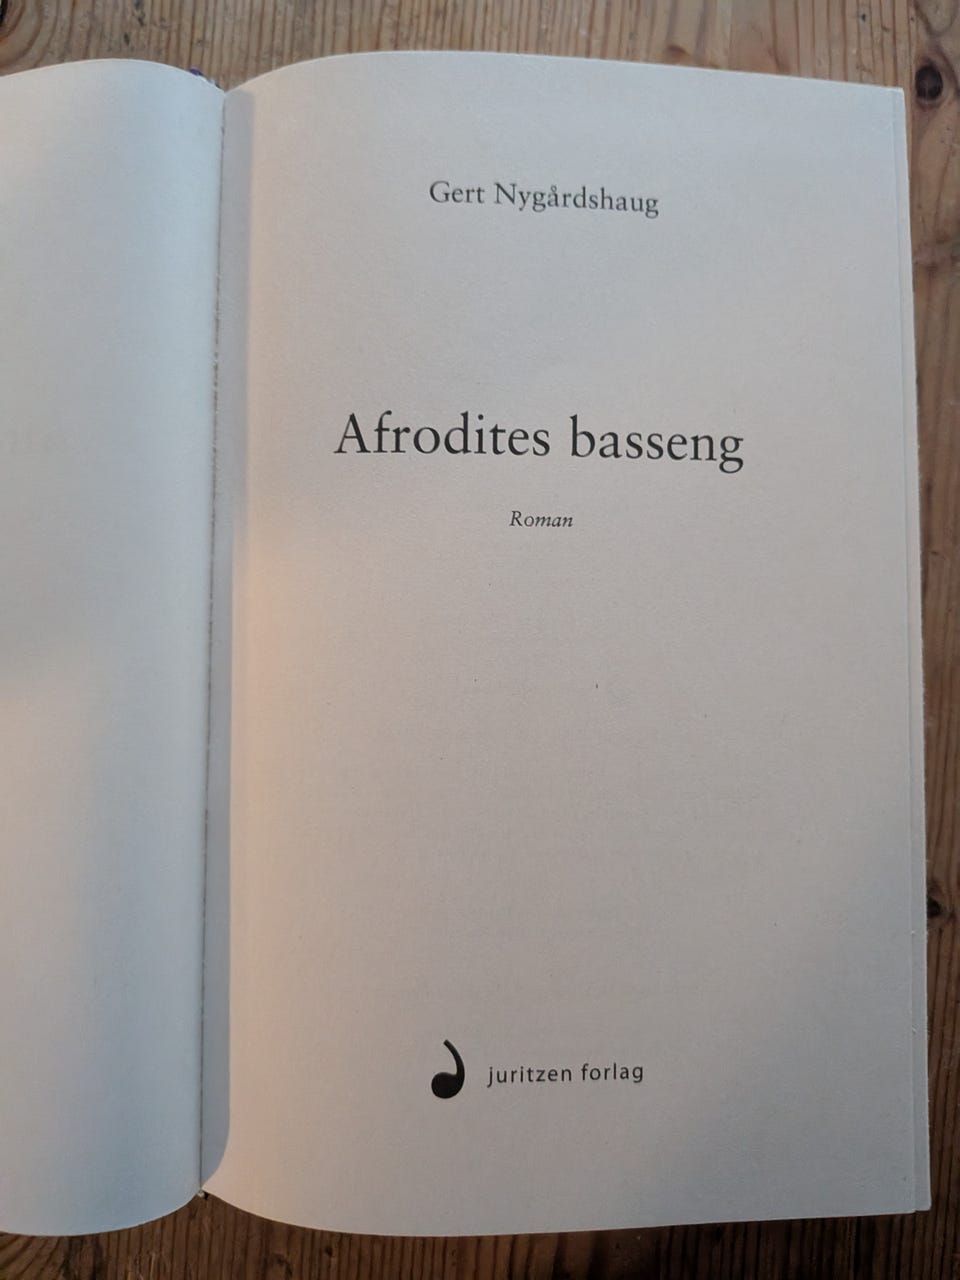 Gert Nygårdshaug
Afrodites basseng
Roman
juritzen forlag